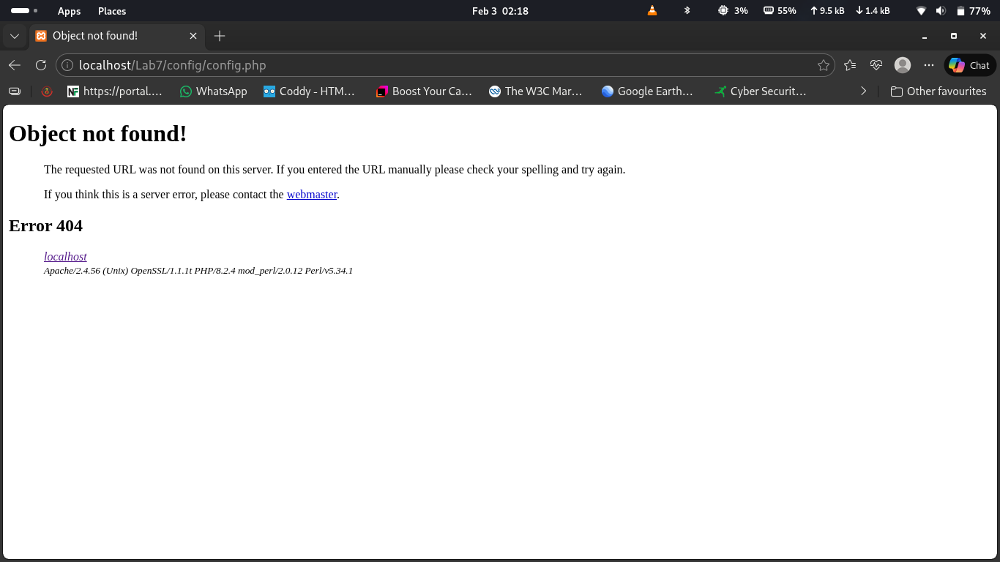 Apps Places Feb 3 02:18 3% 55% 9.5 kB 1.4 kB 77%
Object not found!
localhost/Lab7/config/config.php Chat
https://portal.... WhatsApp Coddy - HTM... Boost Your Ca... The W3C Mar... Google Earth... Cyber Securit... Other favourites
Object not found!
The requested URL was not found on this server. If you entered the URL manually please check your spelling and try again.
If you think this is a server error, please contact the webmaster.
Error 404
localhost
Apache/2.4.56 (Unix) OpenSSL/1.1.1t PHP/8.2.4 mod_perl/2.0.12 Perl/v5.34.1